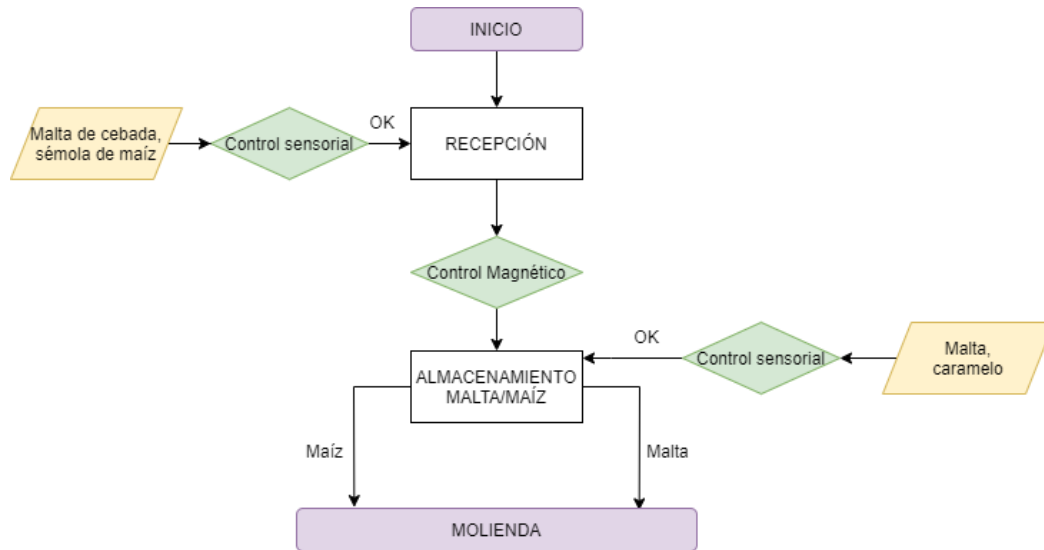 INICIO
Malta de cebada,
sémola de maíz
Control sensorial
OK
RECEPCIÓN
Control Magnético
OK
Control sensorial
Malta,
caramelo
ALMACENAMIENTO
MALTA/MAÍZ
Maíz
Malta
MOLIENDA